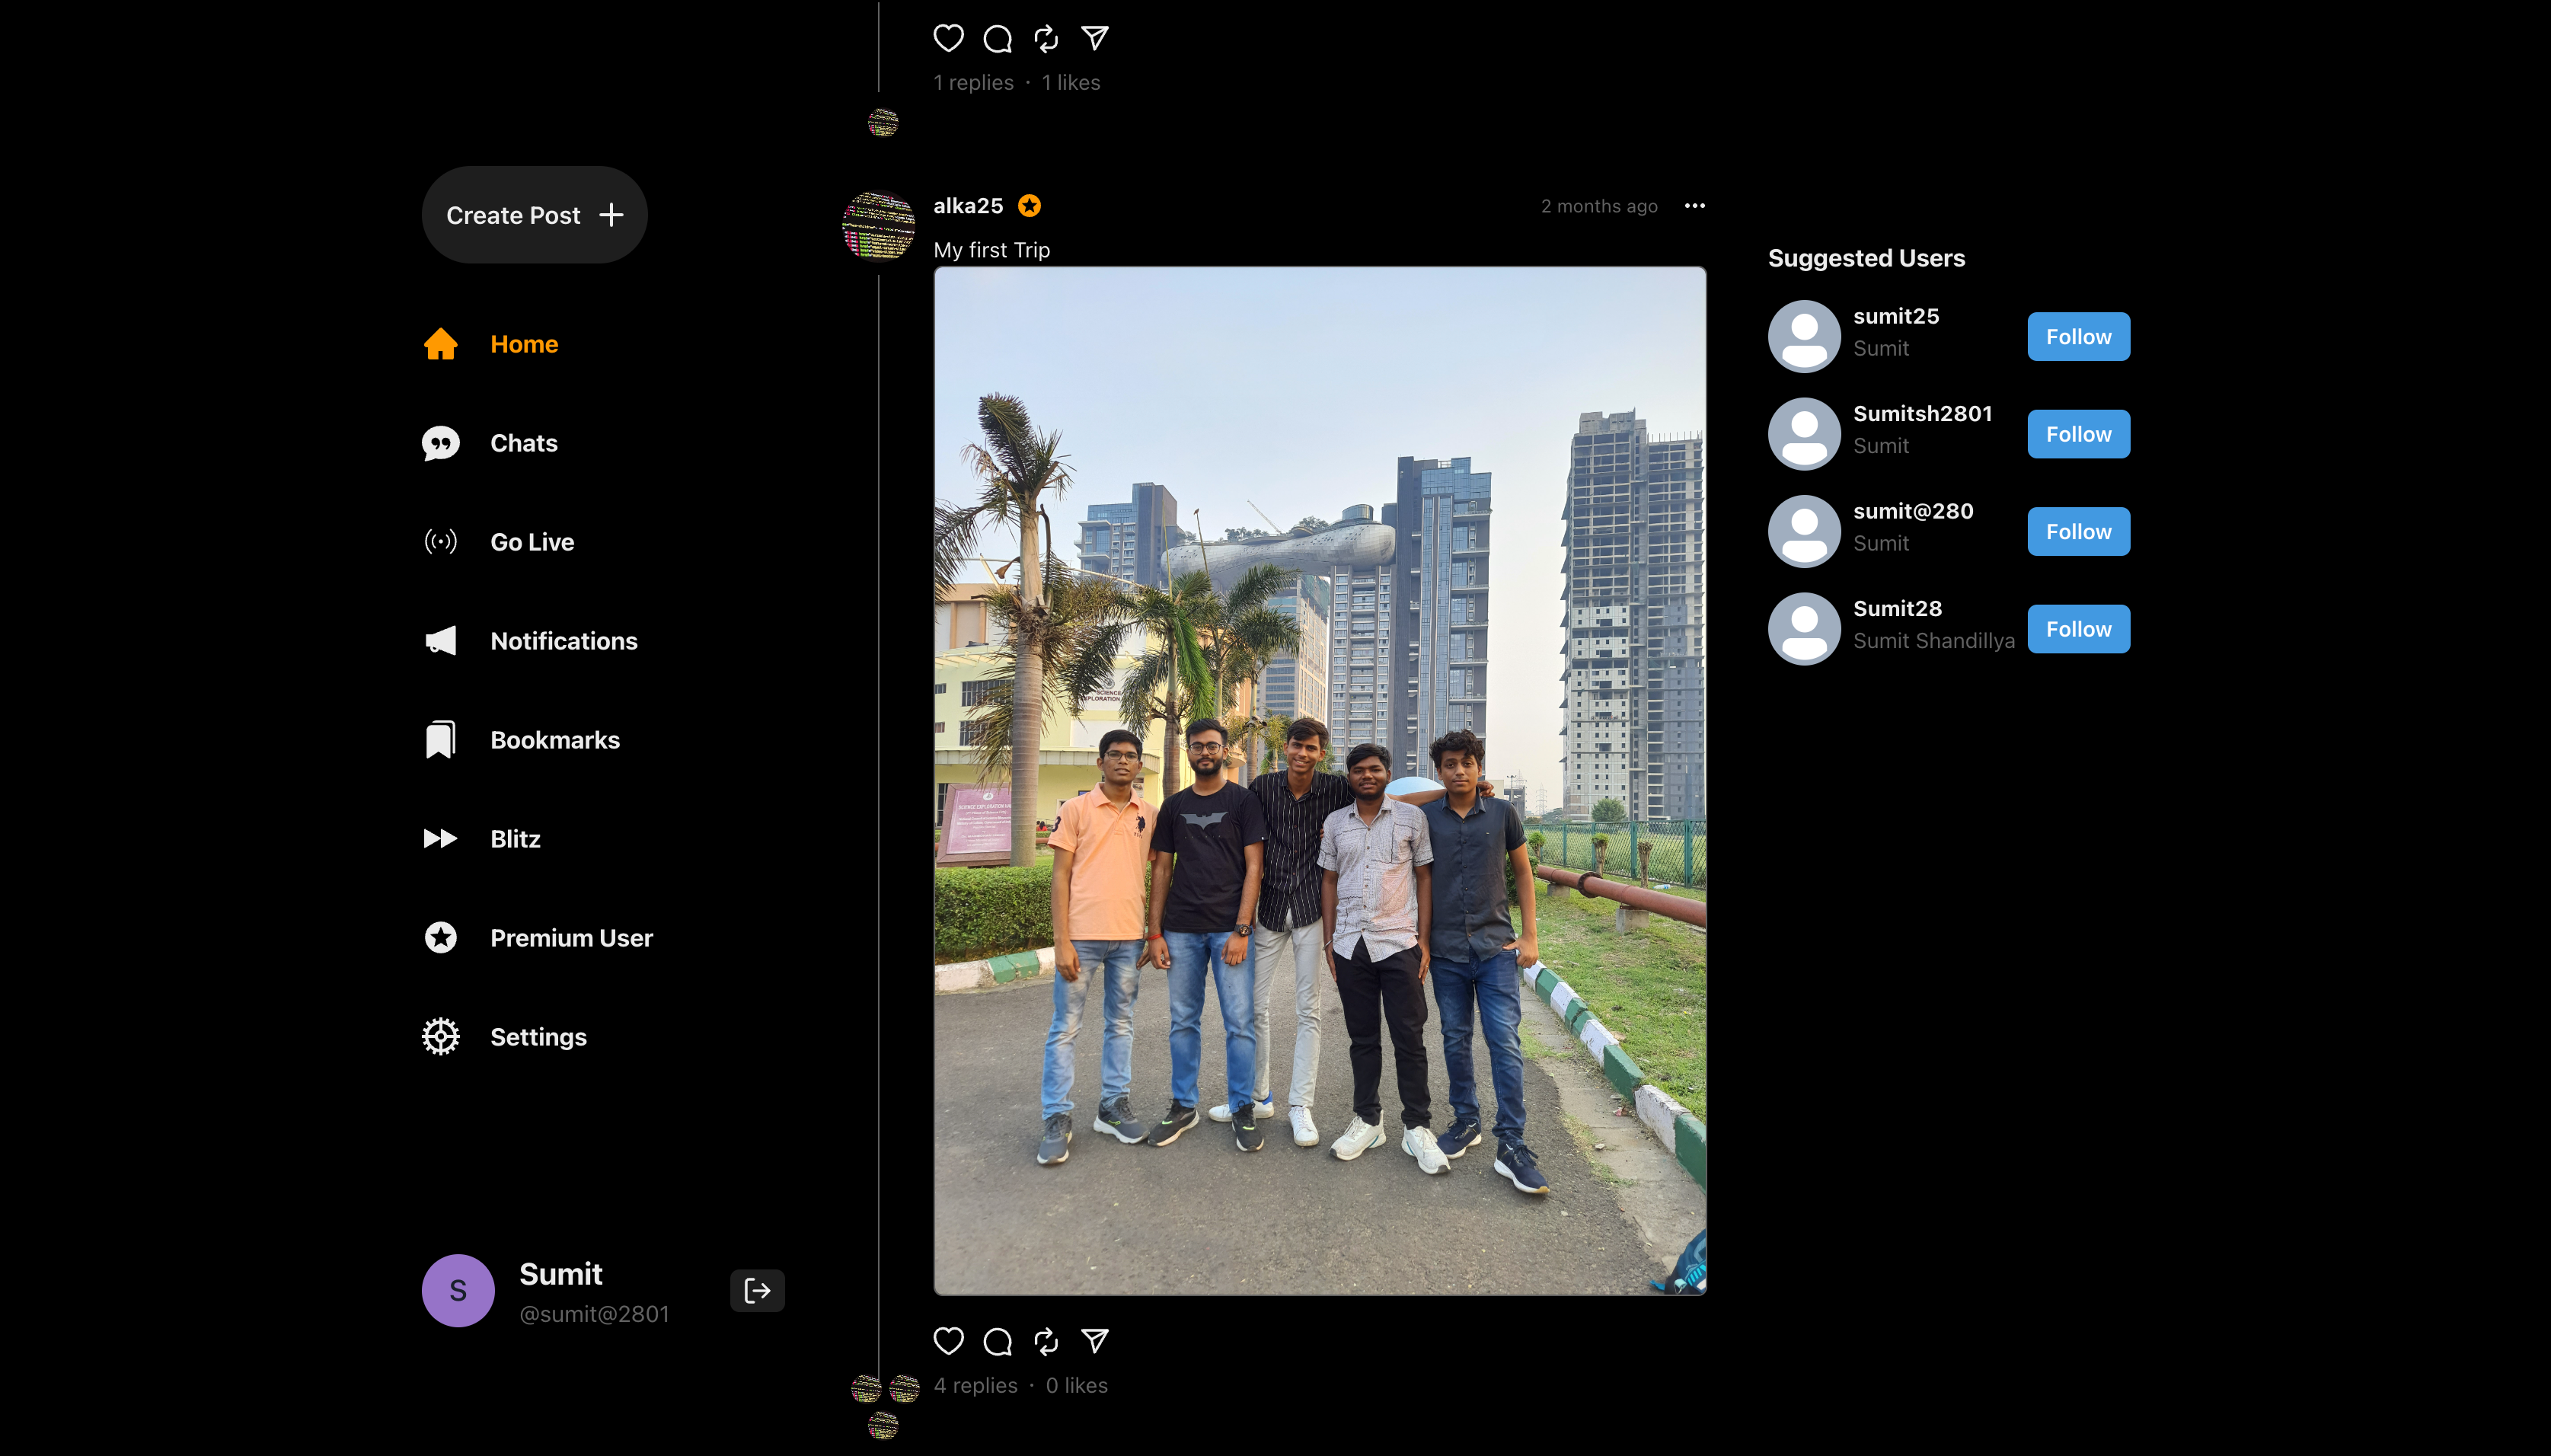 1 replies · 1 likes
Create Post
Home
Chats
Go Live
Notifications
Bookmarks
Blitz
Premium User
Settings
S
Sumit
@sumit@2801
alka25
2 months ago
My first Trip
SCIENCE
EXPLORATION
4 replies · 0 likes
Suggested Users
sumit25
Sumit
Follow
Sumitsh2801
Sumit
Follow
sumit@280
Sumit
Follow
Sumit28
Sumit Shandillya
Follow